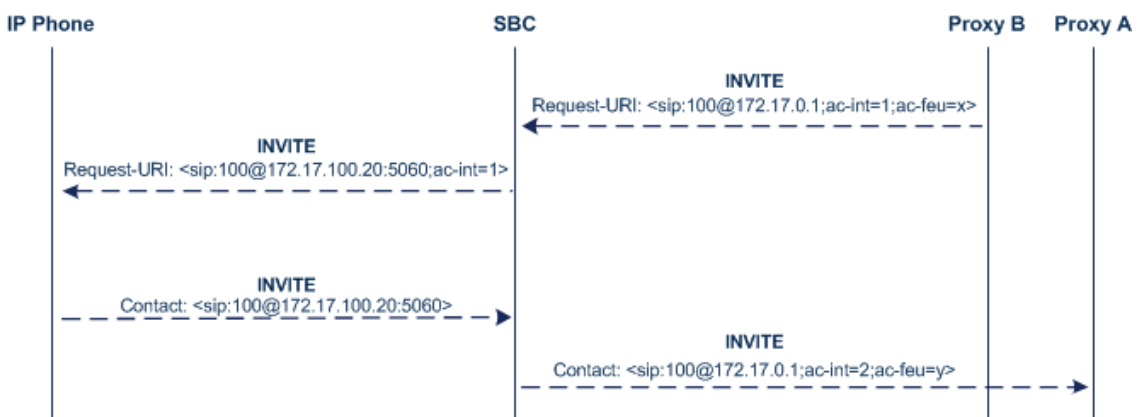 IP Phone SBC Proxy B Proxy A
INVITE
Request-URI: <sip:100@172.17.0.1;ac-int=1;ac-feu=x>
INVITE
Request-URI: <sip:100@172.17.100.20:5060;ac-int=1>
INVITE
Contact: <sip:100@172.17.100.20:5060>
INVITE
Contact: <sip:100@172.17.0.1;ac-int=2;ac-feu=y>